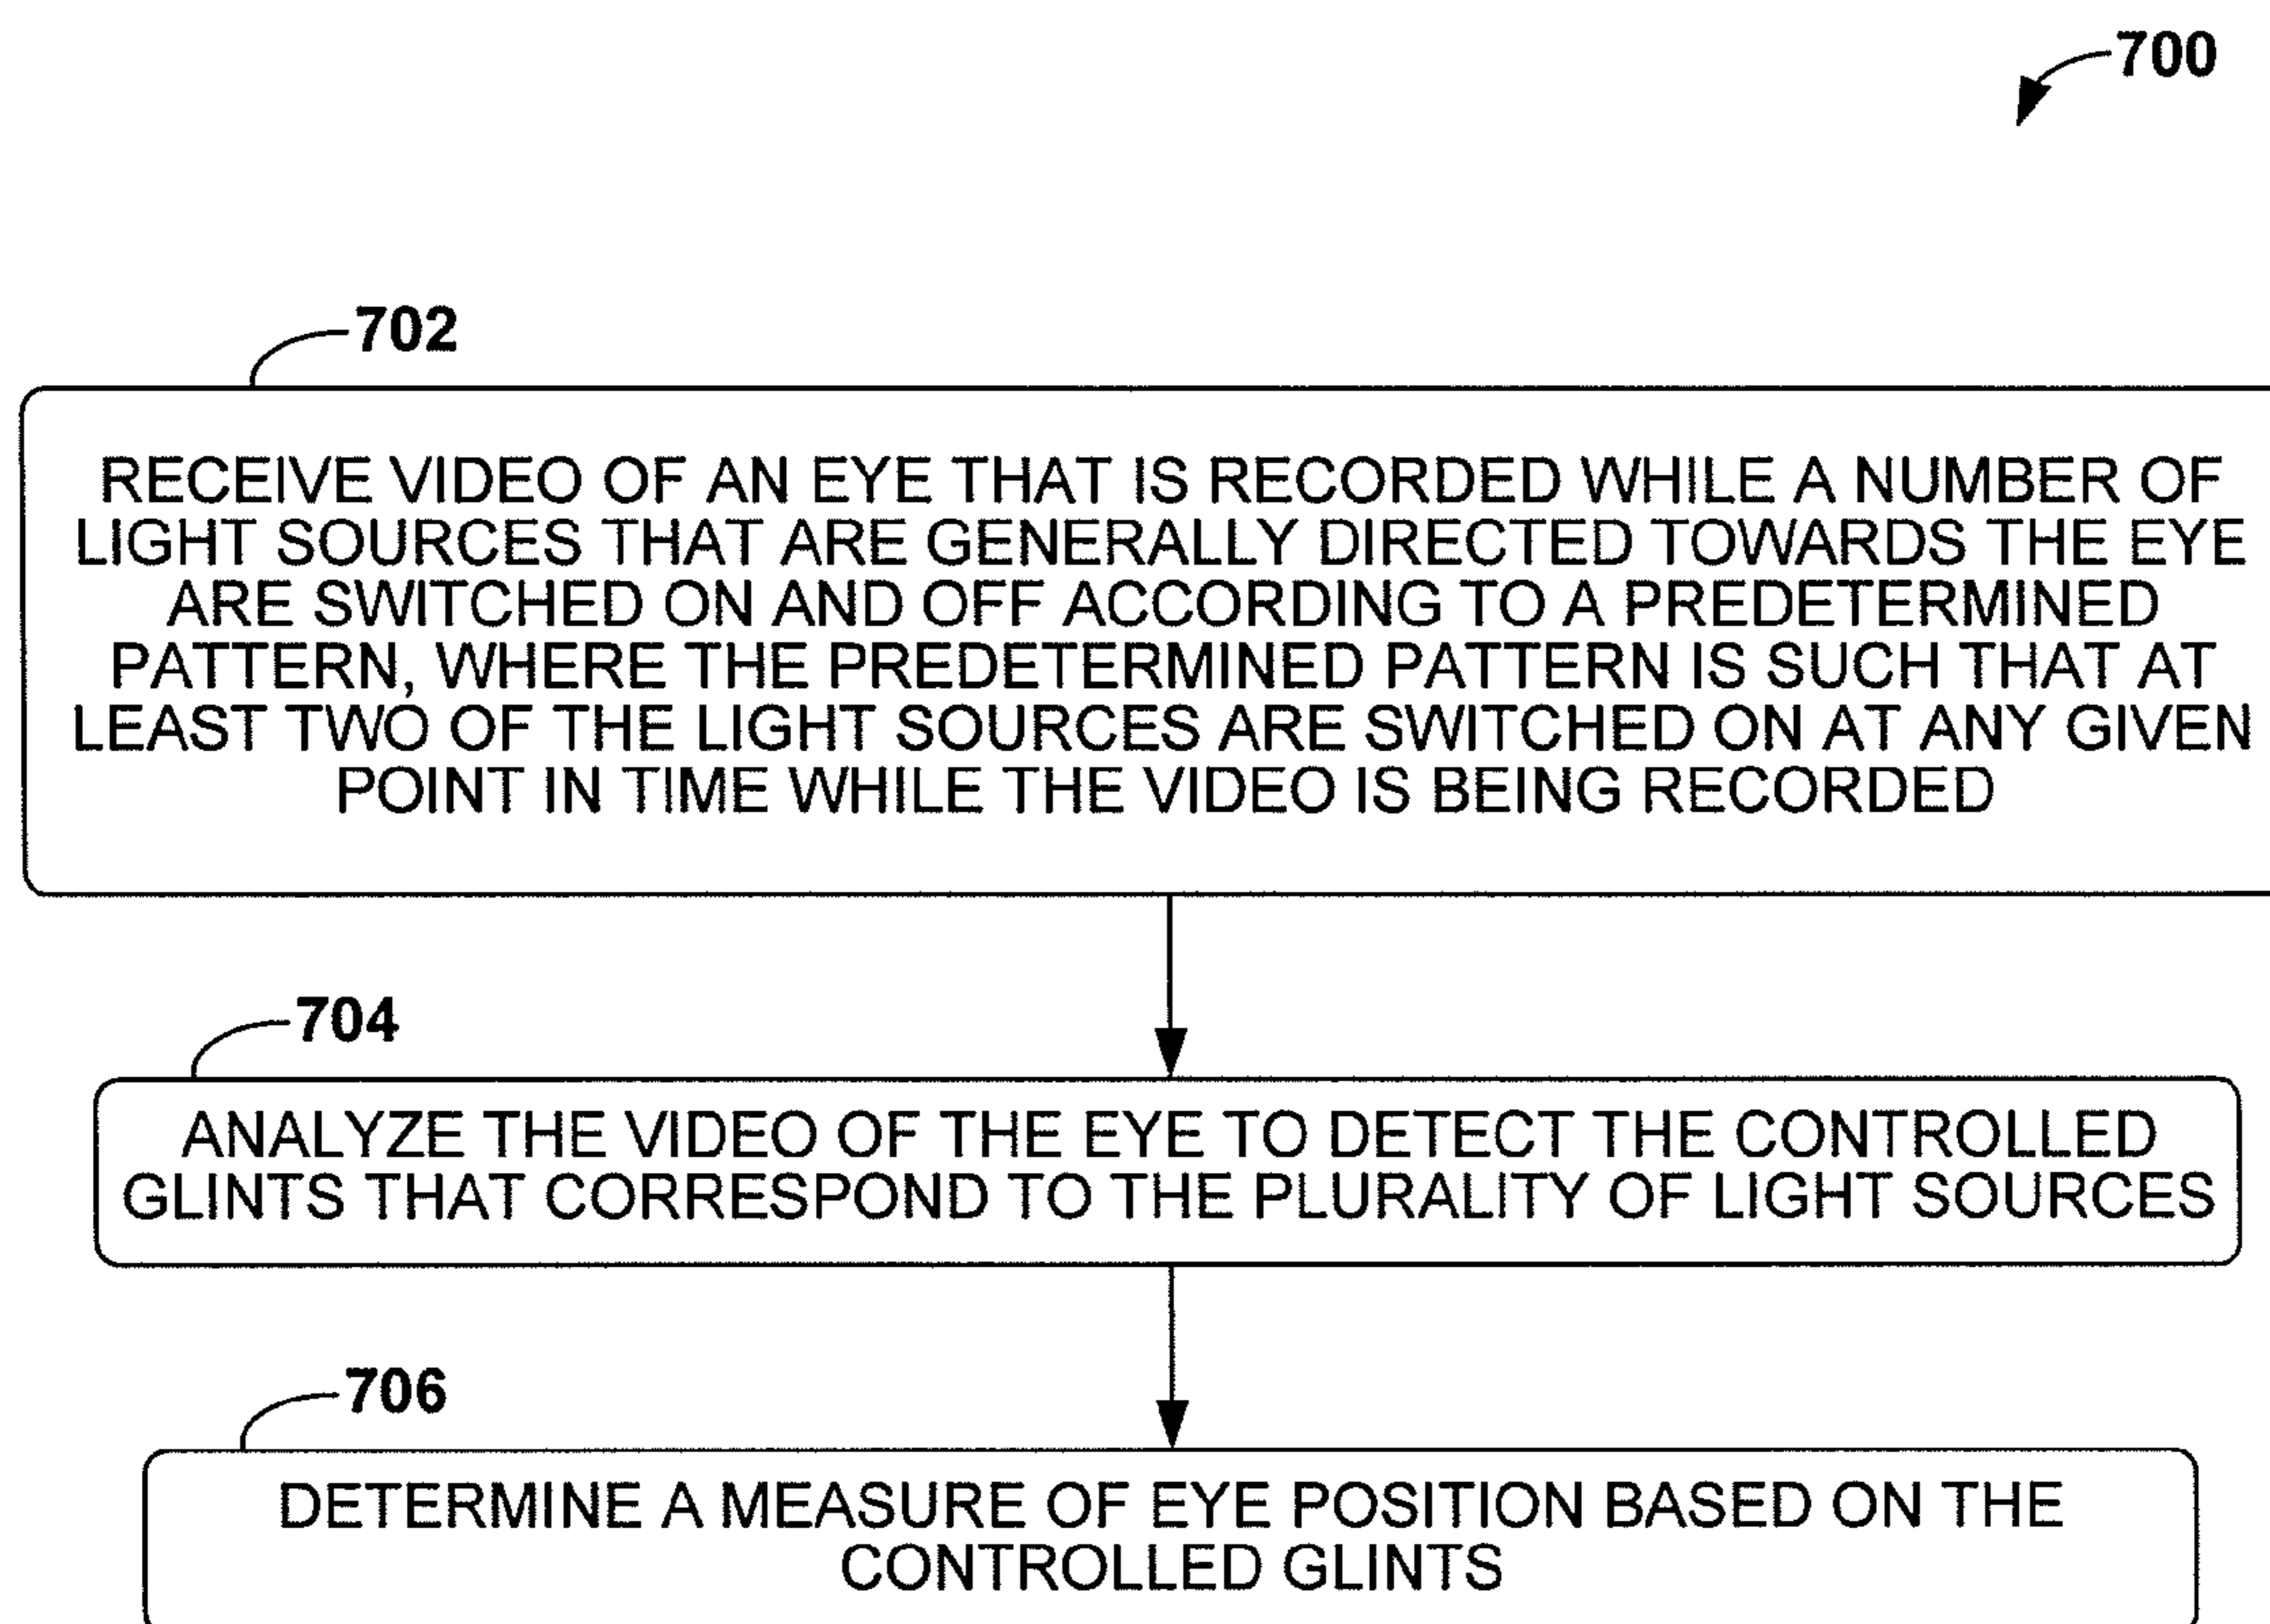 700
702
RECEIVE VIDEO OF AN EYE THAT IS RECORDED WHILE A NUMBER OF
LIGHT SOURCES THAT ARE GENERALLY DIRECTED TOWARDS THE EYE
ARE SWITCHED ON AND OFF ACCORDING TO A PREDETERMINED
PATTERN, WHERE THE PREDETERMINED PATTERN IS SUCH THAT AT
LEAST TWO OF THE LIGHT SOURCES ARE SWITCHED ON AT ANY GIVEN
POINT IN TIME WHILE THE VIDEO IS BEING RECORDED
704
ANALYZE THE VIDEO OF THE EYE TO DETECT THE CONTROLLED
GLINTS THAT CORRESPOND TO THE PLURALITY OF LIGHT SOURCES
706
DETERMINE A MEASURE OF EYE POSITION BASED ON THE
CONTROLLED GLINTS